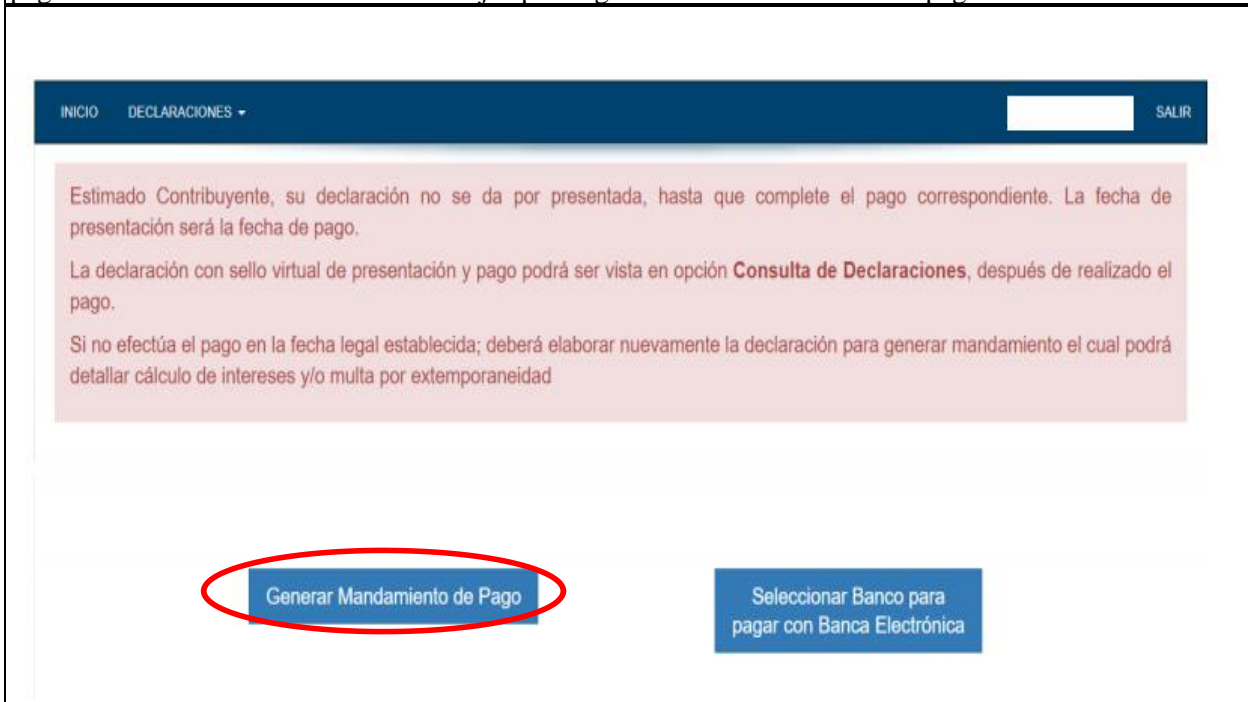 INICIO DECLARACIONES SALIR
Estimado Contribuyente, su declaración no se da por presentada, hasta que complete el pago correspondiente. La fecha de
presentación será la fecha de pago.
La declaración con sello virtual de presentación y pago podrá ser vista en opción Consulta de Declaraciones, después de realizado el
pago.
Si no efectúa el pago en la fecha legal establecida; deberá elaborar nuevamente la declaración para generar mandamiento el cual podrá
detallar cálculo de intereses y/o multa por extemporaneidad
Generar Mandamiento de Pago
Seleccionar Banco para
pagar con Banca Electrónica